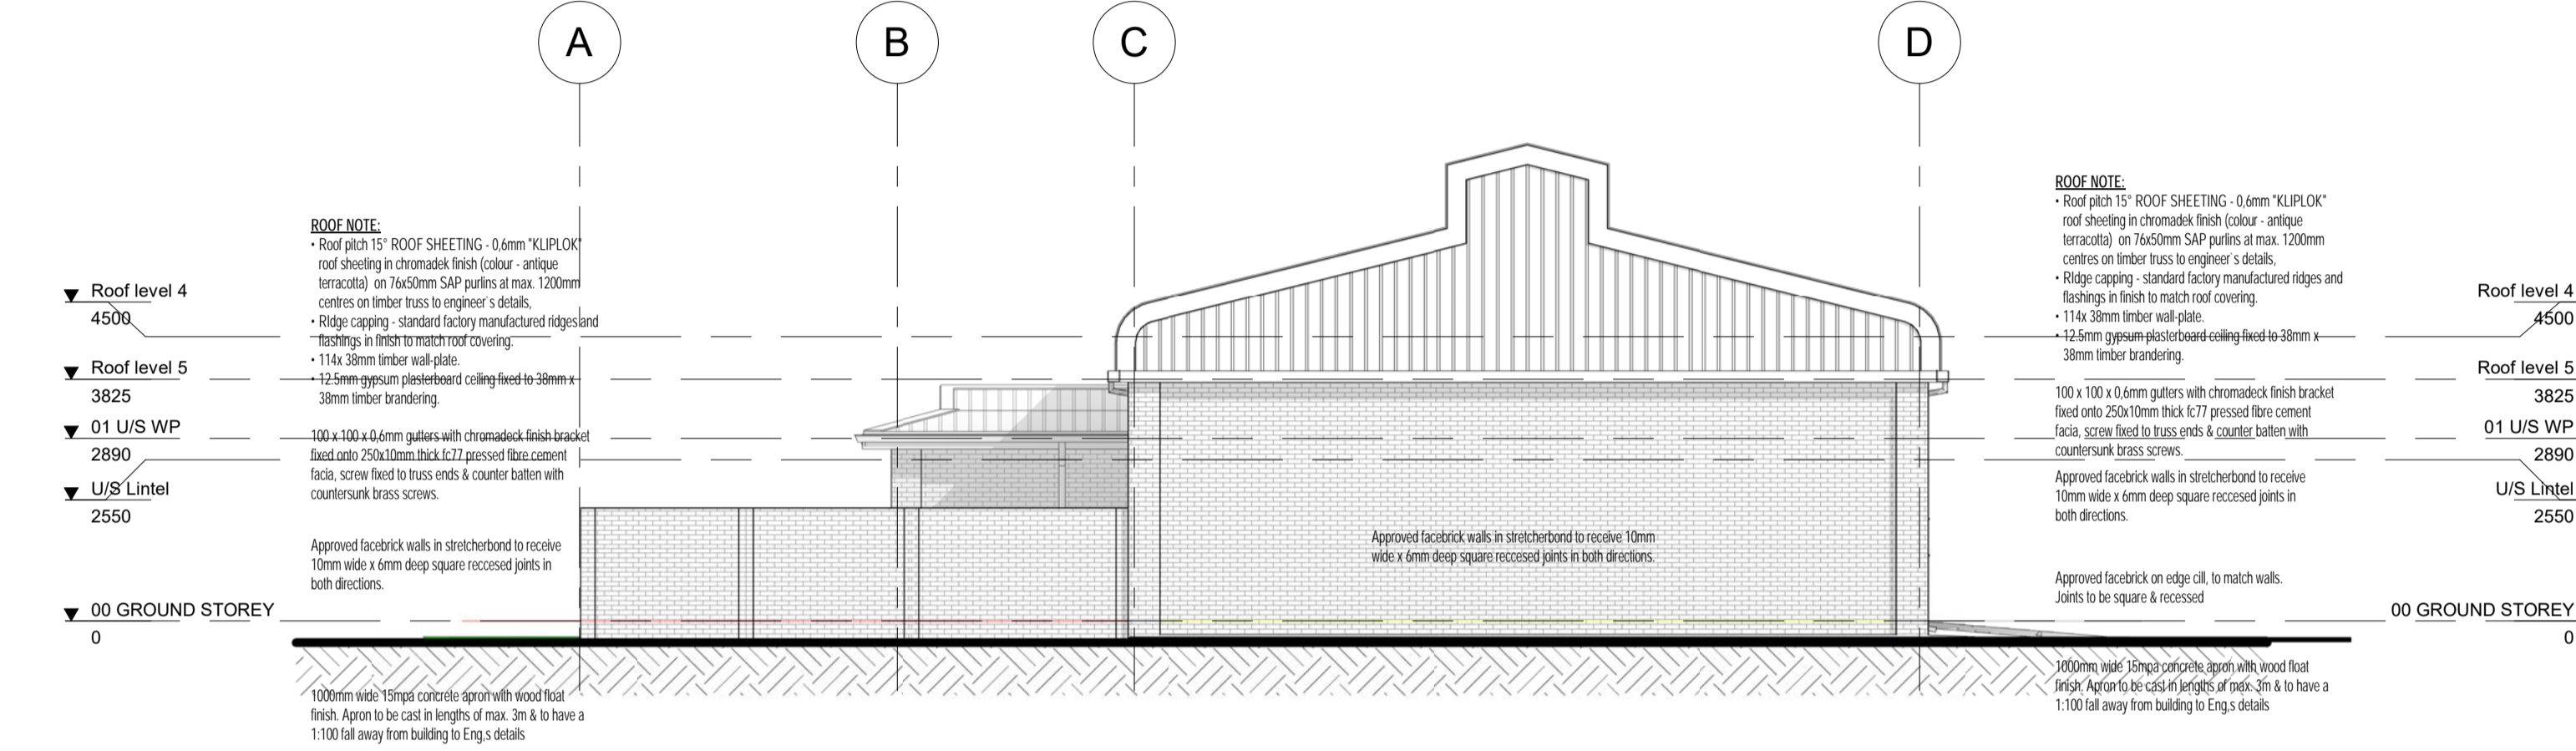 A
B
C
D
Roof level 4
4500
Roof level 5
3825
01 U/S WP
2890
U/S Lintel
2550
00 GROUND STOREY
0
ROOF NOTE:
• Roof pitch 15° ROOF SHEETING - 0,6mm "KLIPLOK"
roof sheeting in chromadek finish (colour - antique
terracotta) on 76x50mm SAP purlins at max. 1200mm
centres on timber truss to engineer`s details,
• RIdge capping - standard factory manufactured ridges and
flashings in finish to match roof covering.
• 114x 38mm timber wall-plate.
• 12.5mm gypsum plasterboard ceiling fixed to 38mm x
38mm timber brandering.
100 x 100 x 0,6mm gutters with chromadeck finish bracket
fixed onto 250x10mm thick fc77 pressed fibre cement
facia, screw fixed to truss ends & counter batten with
countersunk brass screws.
Approved facebrick walls in stretcherbond to receive
10mm wide x 6mm deep square reccesed joints in
both directions.
1000mm wide 15mpa concrete apron with wood float
finish. Apron to be cast in lengths of max. 3m & to have a
1:100 fall away from building to Eng,s details
Approved facebrick walls in stretcherbond to receive 10mm
wide x 6mm deep square reccesed joints in both directions.
ROOF NOTE:
• Roof pitch 15° ROOF SHEETING - 0,6mm "KLIPLOK"
roof sheeting in chromadek finish (colour - antique
terracotta) on 76x50mm SAP purlins at max. 1200mm
centres on timber truss to engineer`s details,
• RIdge capping - standard factory manufactured ridges and
flashings in finish to match roof covering.
• 114x 38mm timber wall-plate.
• 12.5mm gypsum plasterboard ceiling fixed to 38mm x
38mm timber brandering.
100 x 100 x 0,6mm gutters with chromadek finish bracket
fixed onto 250x10mm thick fc77 pressed fibre cement
facia, screw fixed to truss ends & counter batten with
countersunk brass screws.
Approved facebrick walls in stretcherbond to receive
10mm wide x 6mm deep square reccesed joints in
both directions.
Approved facebrick on edge cill, to match walls.
Joints to be square & recessed
1000mm wide 15mpa concrete apron with wood float
finish. Apron to be cast in lengths of max. 3m & to have a
1:100 fall away from building to Eng,s details
Roof level 4
4500
Roof level 5
3825
01 U/S WP
2890
U/S Lintel
2550
00 GROUND STOREY
0